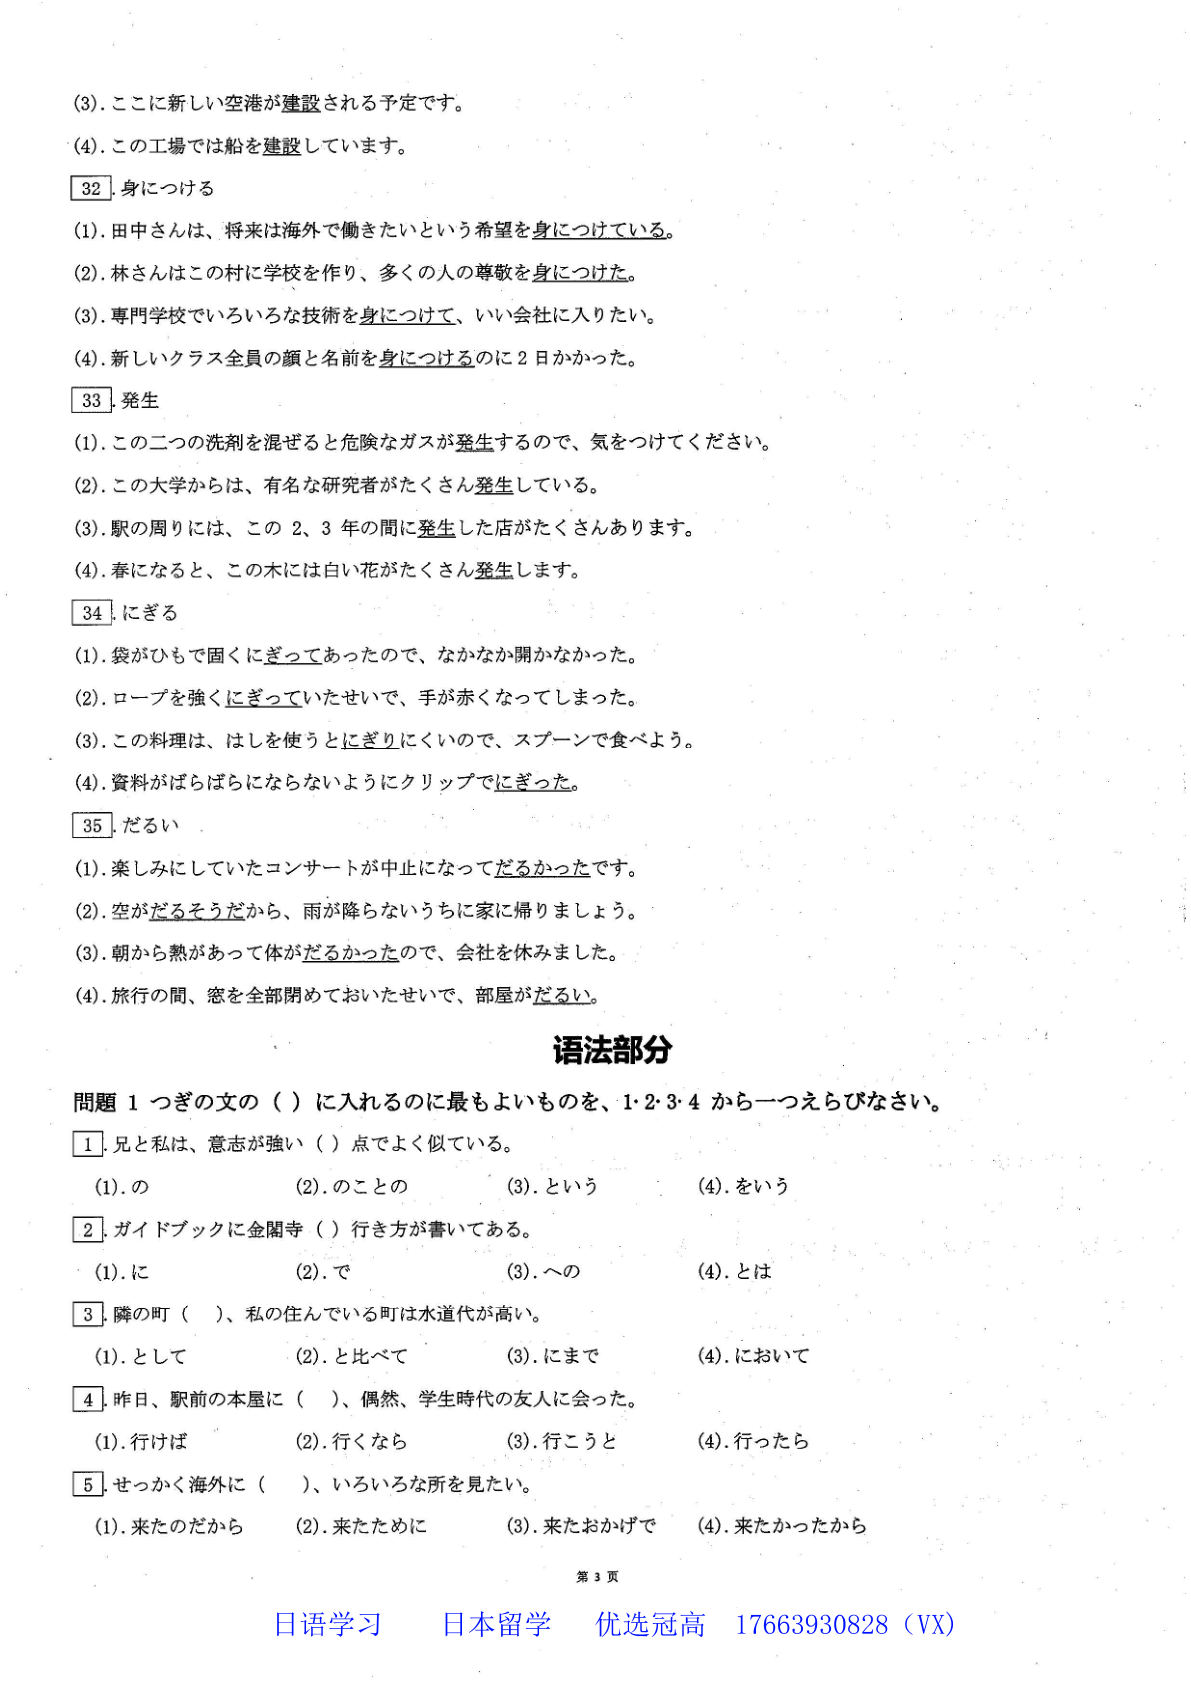 (3). ここに新しい空港が建設される予定です。
(4). この工場では船を建設しています。
32 . 身につける
(1). 田中さんは、将来は海外で働きたいという希望を身につけている。
(2). 林さんはこの村に学校を作り、多くの人の尊敬を身につけた。
(3). 専門学校でいろいろな技術を身につけて、いい会社に入りたい。
(4). 新しいクラス全員の顔と名前を身につけるのに 2 日かかった。
33 . 発生
(1). この二つの洗剤を混ぜると危険なガスが発生するので、気をつけてください。
(2). この大学からは、有名な研究者がたくさん発生している。
(3). 駅の周りには、この 2、3 年の間に発生した店がたくさんあります。
(4). 春になると、この木には白い花がたくさん発生します。
34 . にぎる
(1). 袋がひもで固くにぎってあったので、なかなか開かなかった。
(2). ロープを強くにぎっていたせいで、手が赤くなってしまった。
(3). この料理は、はしを使うとにぎりにくいので、スプーンで食べよう。
(4). 資料がばらばらにならないようにクリップでにぎった。
35 . だるい
(1). 楽しみにしていたコンサートが中止になってだるかったです。
(2). 空がだるそうだから、雨が降らないうちに家に帰りましょう。
(3). 朝から熱があって体がだるかったので、会社を休みました。
(4). 旅行の間、窓を全部閉めておいたせいで、部屋がだるい。
语法部分
問題 1 つぎの文の（ ）に入れるのに最もよいものを、1·2·3·4 から一つえらびなさい。
1 . 兄と私は、意志が強い（ ）点でよく似ている。
(1). の (2). のことの (3). という (4). をいう
2 . ガイドブックに金閣寺（ ）行き方が書いてある。
(1). に (2). で (3). への (4). とは
3 . 隣の町（ ）、私の住んでいる町は水道代が高い。
(1). として (2). と比べて (3). にまで (4). において
4 . 昨日、駅前の本屋に（ ）、偶然、学生時代の友人に会った。
(1). 行けば (2). 行くなら (3). 行こうと (4). 行ったら
5 . せっかく海外に（ ）、いろいろな所を見たい。
(1). 来たのだから (2). 来たために (3). 来たおかげで (4). 来たかったから
第 3 页
日语学习 日本留学 优选冠高 17663930828（VX）